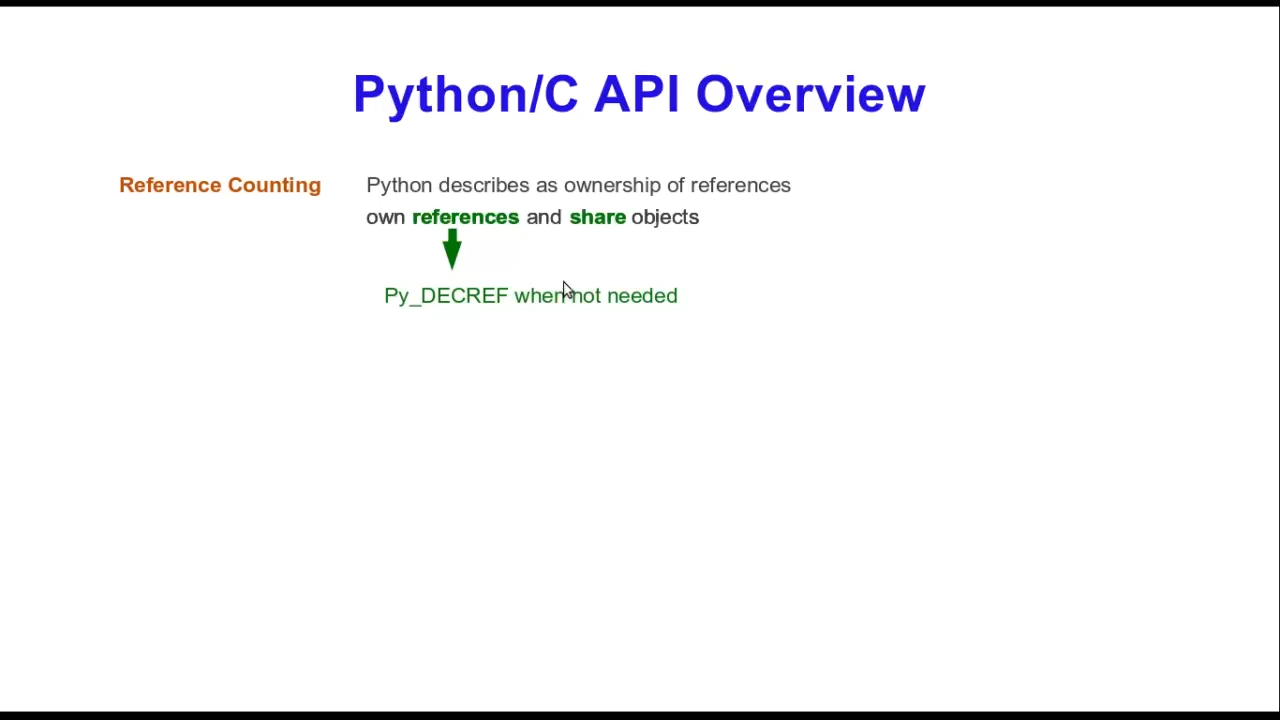 Python/C API Overview
Reference Counting
Python describes as ownership of references
own references and share objects
Py_DECREF when not needed